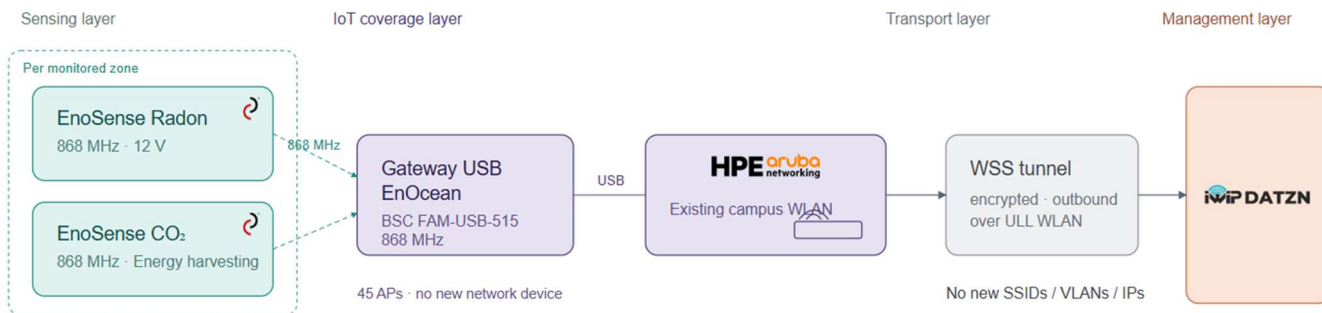 Sensing layer
IoT coverage layer
Transport layer
Management layer
Per monitored zone
EnoSense Radon
868 MHz · 12 V
868 MHz
EnoSense CO₂
868 MHz · Energy harvesting
Gateway USB
EnOcean
BSC FAM-USB-515
868 MHz
45 APs · no new network device
USB
HPE aruba
networking
Existing campus WLAN
WSS tunnel
encrypted · outbound
over ULL WLAN
No new SSIDs / VLANs / IPs
iWiP DATZN